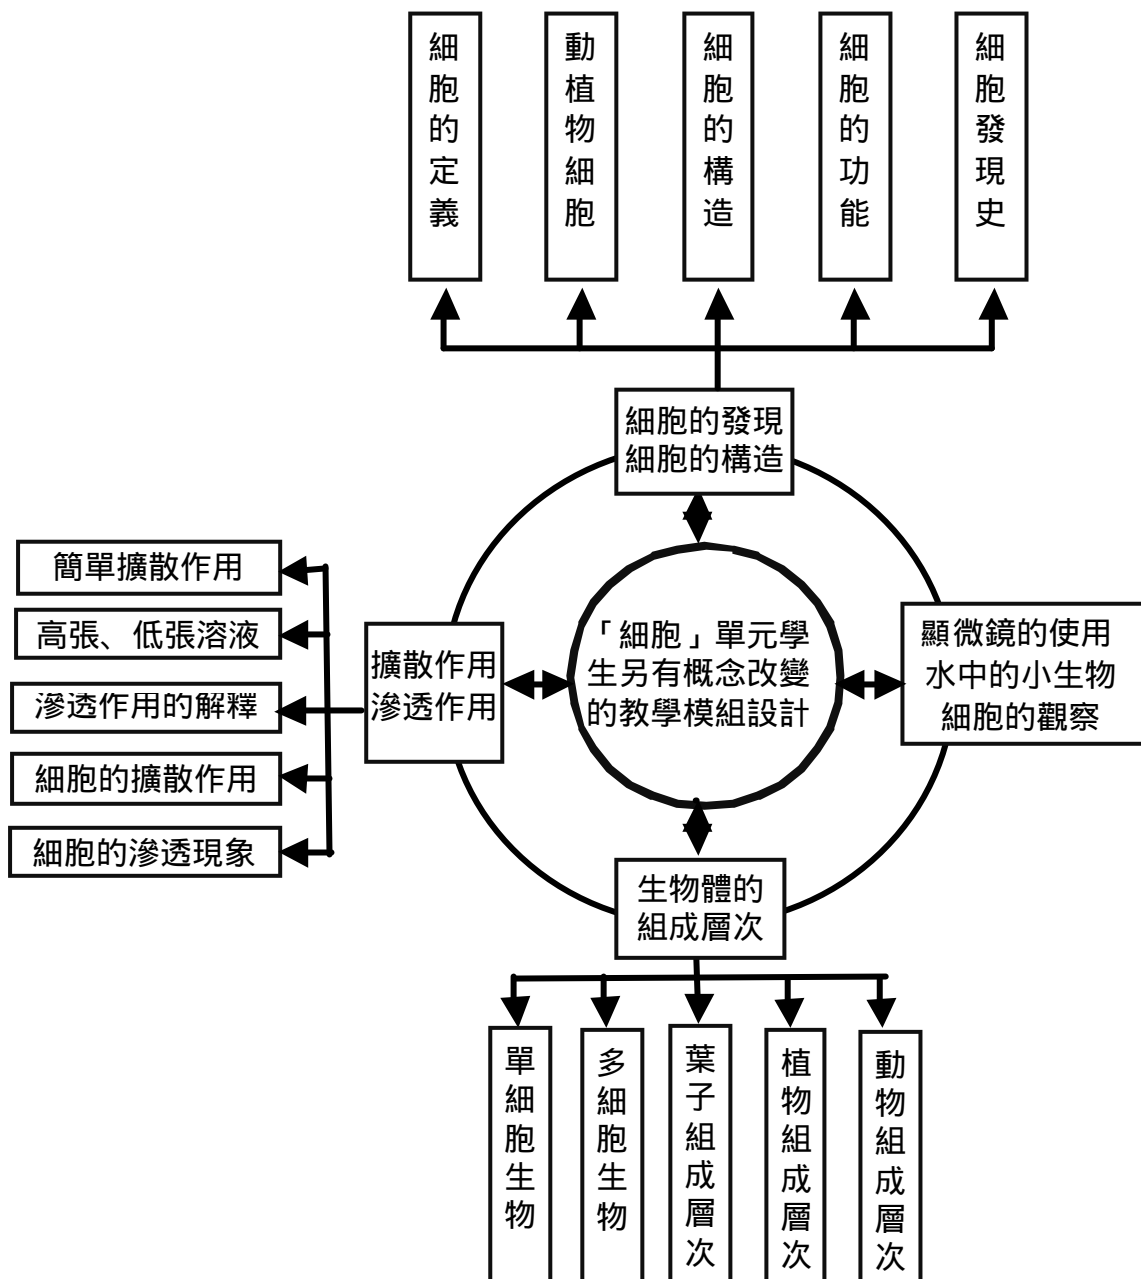 細胞的定義
動植物細胞
細胞的構造
細胞的功能
細胞發現史
細胞的發現
細胞的構造
簡單擴散作用
高張、低張溶液
滲透作用的解釋
細胞的擴散作用
細胞的滲透現象
擴散作用
滲透作用
「細胞」單元學
生另有概念改變
的教學模組設計
顯微鏡的使用
水中的小生物
細胞的觀察
生物體的
組成層次
單細胞生物
多細胞生物
葉子組成層次
植物組成層次
動物組成層次